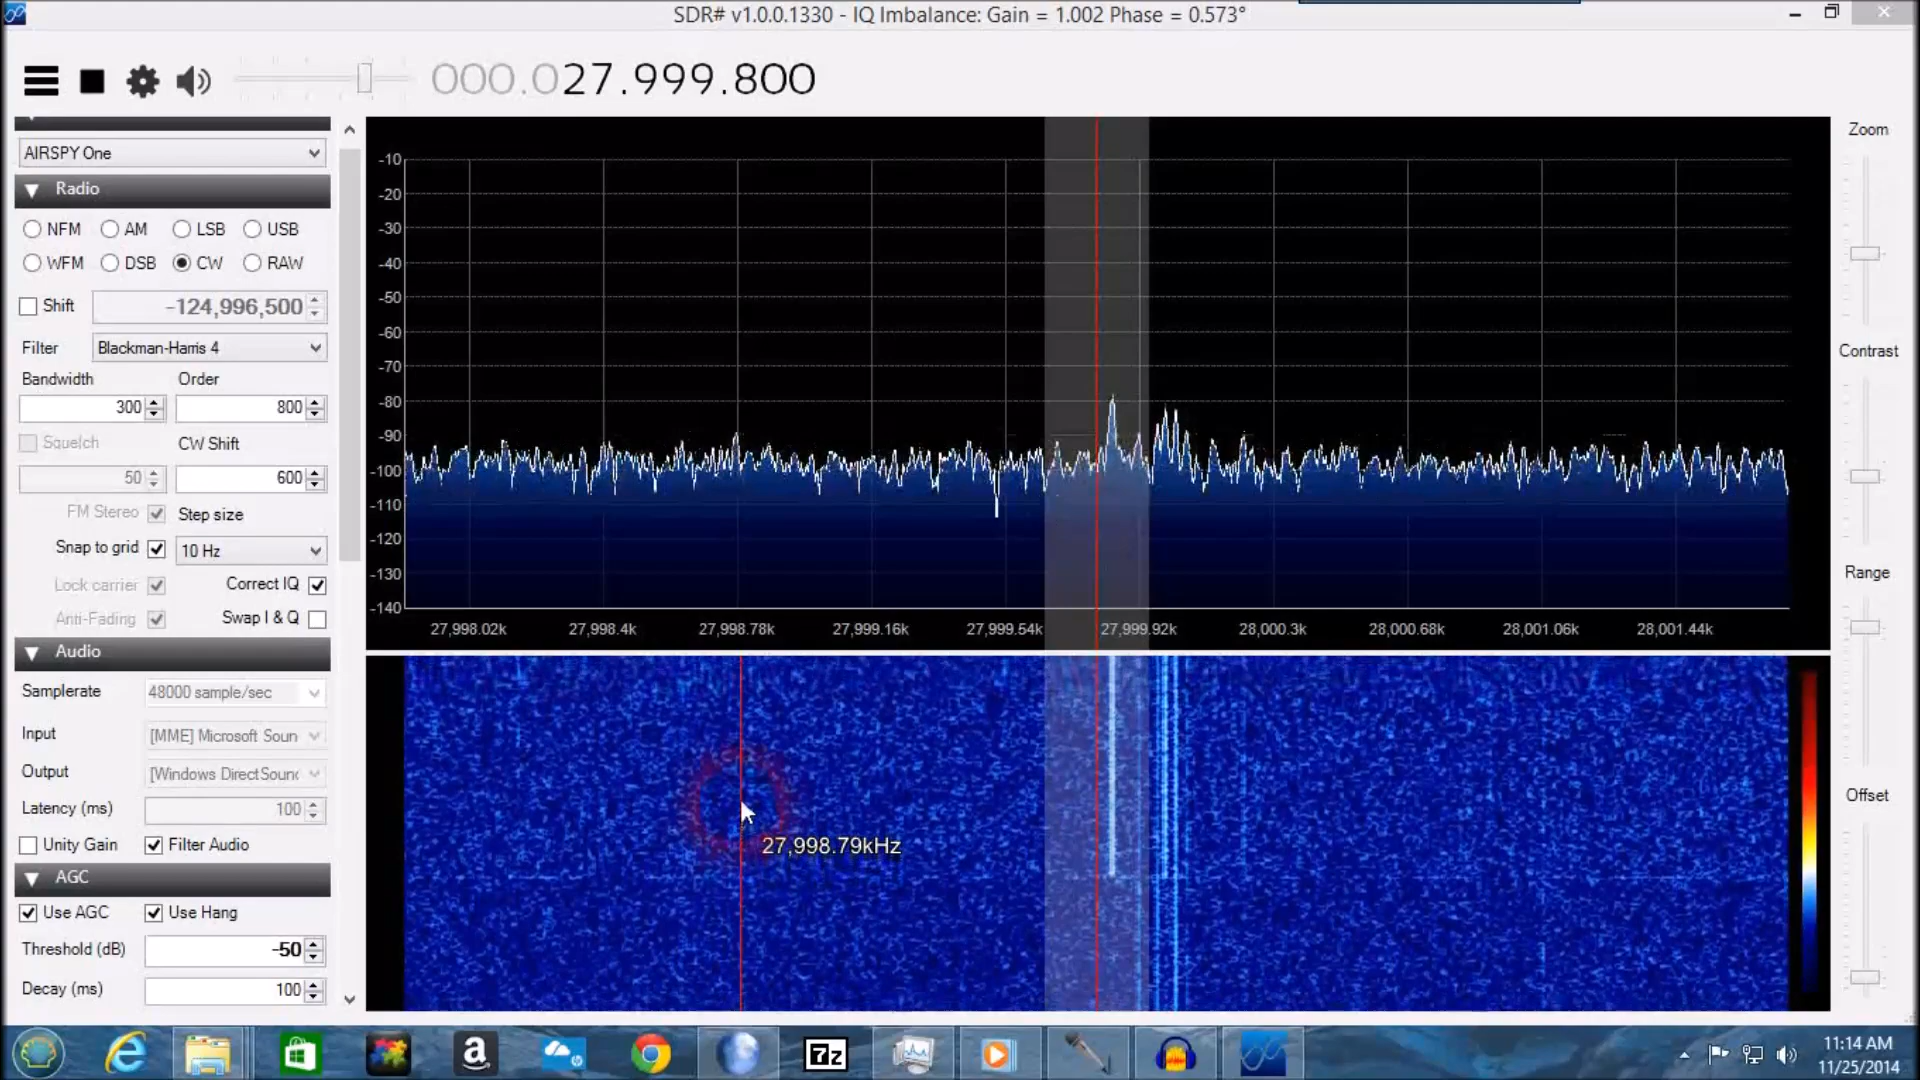 SDR# v1.0.0.1330 - IQ Imbalance: Gain = 1.002 Phase = 0.573°
000.027.999.800
AIRSPY One
Radio
NFM AM LSB USB
WFM DSB CW RAW
Shift -124,996,500
Filter Blackman-Harris 4
Bandwidth Order
300 800
Squelch CW Shift
50 600
FM Stereo Step size
Snap to grid 10 Hz
Lock carrier Correct IQ
Anti-Fading Swap I & Q
Audio
Samplerate 48000 sample/sec
Input [MME] Microsoft Soun
Output [Windows DirectSound
Latency (ms) 100
Unity Gain Filter Audio
AGC
Use AGC Use Hang
Threshold (dB) -50
Decay (ms) 100
-10
-20
-30
-40
-50
-60
-70
-80
-90
-100
-110
-120
-130
-140
27,998.02k 27,998.4k 27,998.78k 27,999.16k 27,999.54k 27,999.92k 28,000.3k 28,000.68k 28,001.06k 28,001.44k
27,998.79kHz
Zoom
Contrast
Range
Offset
a
7z
11:14 AM
11/25/2014